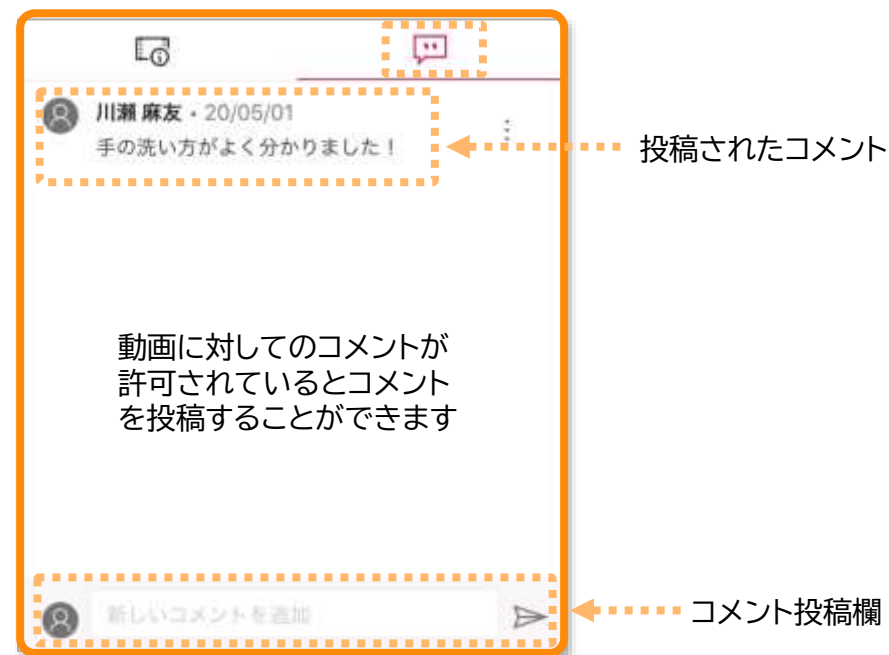 川瀬 麻友・20/05/01
手の洗い方がよく分かりました！
投稿されたコメント
動画に対してのコメントが
許可されているとコメント
を投稿することができます
新しいコメントを追加
コメント投稿欄